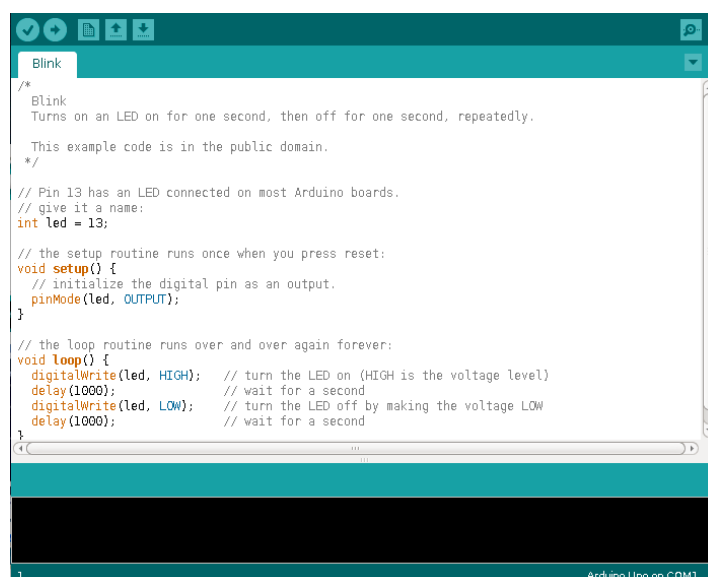 Blink
/*
  Blink
  Turns on an LED on for one second, then off for one second, repeatedly.

  This example code is in the public domain.
 */

// Pin 13 has an LED connected on most Arduino boards.
// give it a name:
int led = 13;

// the setup routine runs once when you press reset:
void setup() {
  // initialize the digital pin as an output.
  pinMode(led, OUTPUT);
}

// the loop routine runs over and over again forever:
void loop() {
  digitalWrite(led, HIGH);   // turn the LED on (HIGH is the voltage level)
  delay(1000);               // wait for a second
  digitalWrite(led, LOW);    // turn the LED off by making the voltage LOW
  delay(1000);               // wait for a second
}
1
Arduino Uno on COM1